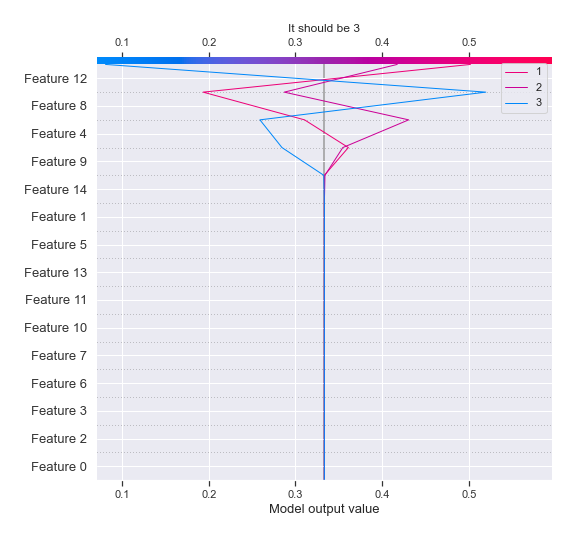 It should be 3
0.1 0.2 0.3 0.4 0.5
1
2
3
Feature 12
Feature 8
Feature 4
Feature 9
Feature 14
Feature 1
Feature 5
Feature 13
Feature 11
Feature 10
Feature 7
Feature 6
Feature 3
Feature 2
Feature 0
0.1 0.2 0.3 0.4 0.5
Model output value